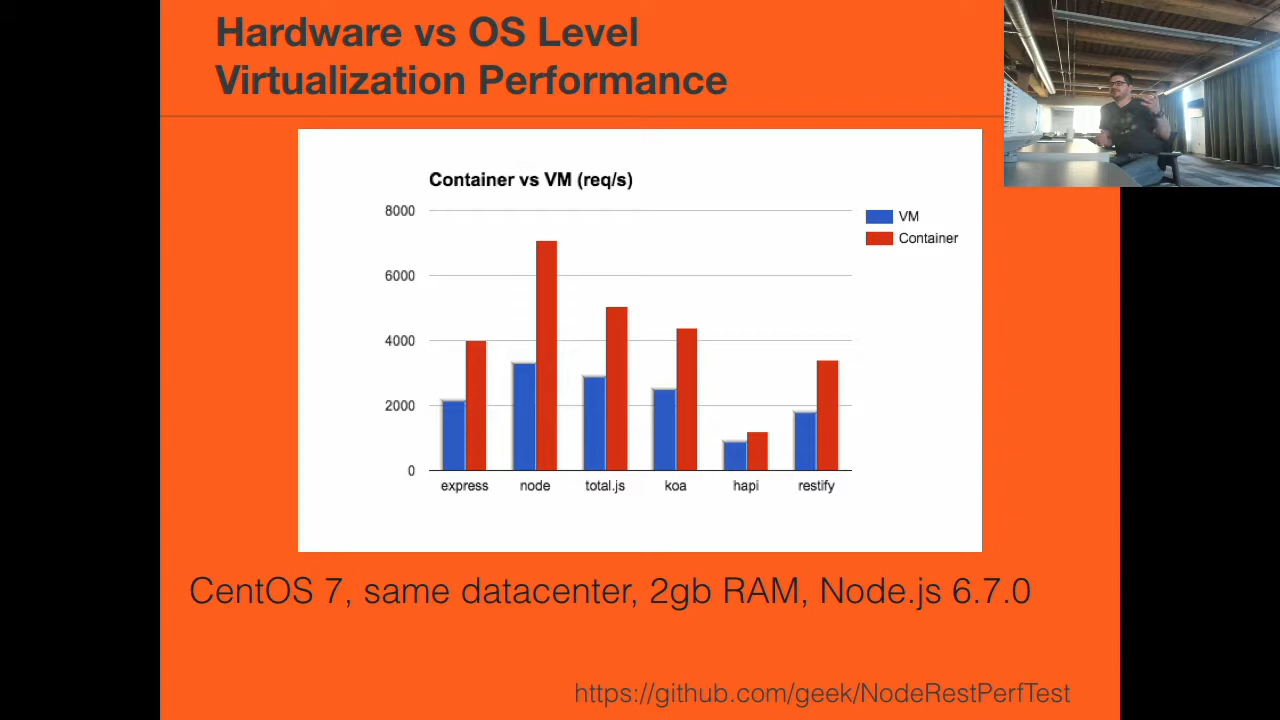 Hardware vs OS Level
Virtualization Performance
Container vs VM (req/s)
8000
6000
4000
2000
0
VM
Container
express
node
total.js
koa
hapi
restify
CentOS 7, same datacenter, 2gb RAM, Node.js 6.7.0
https://github.com/geek/NodeRestPerfTest